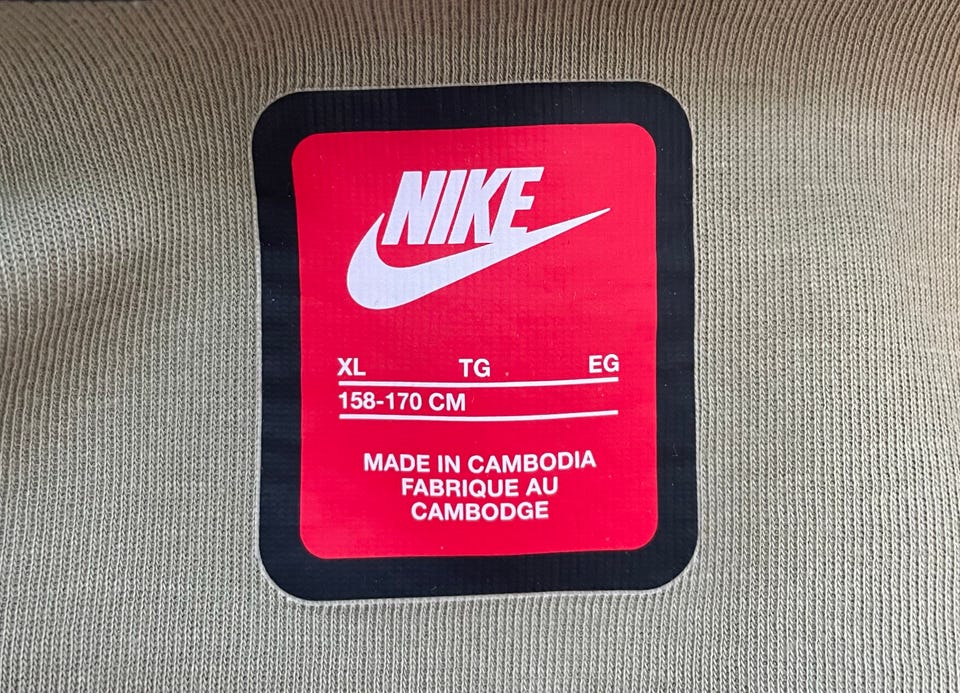 NIKE
XL TG EG
158-170 CM
MADE IN CAMBODIA
FABRIQUE AU
CAMBODGE